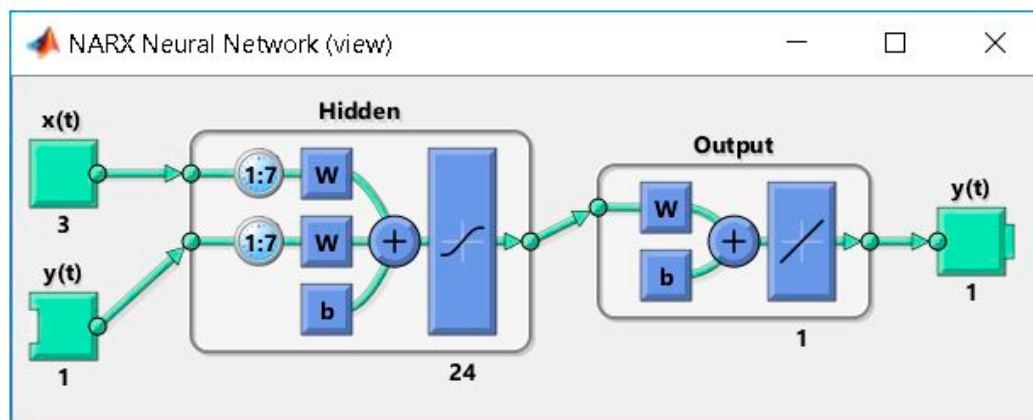 NARX Neural Network (view)
Hidden
x(t)
3
1:7
W
y(t)
1
1:7
W
b
24
Output
W
b
1
y(t)
1